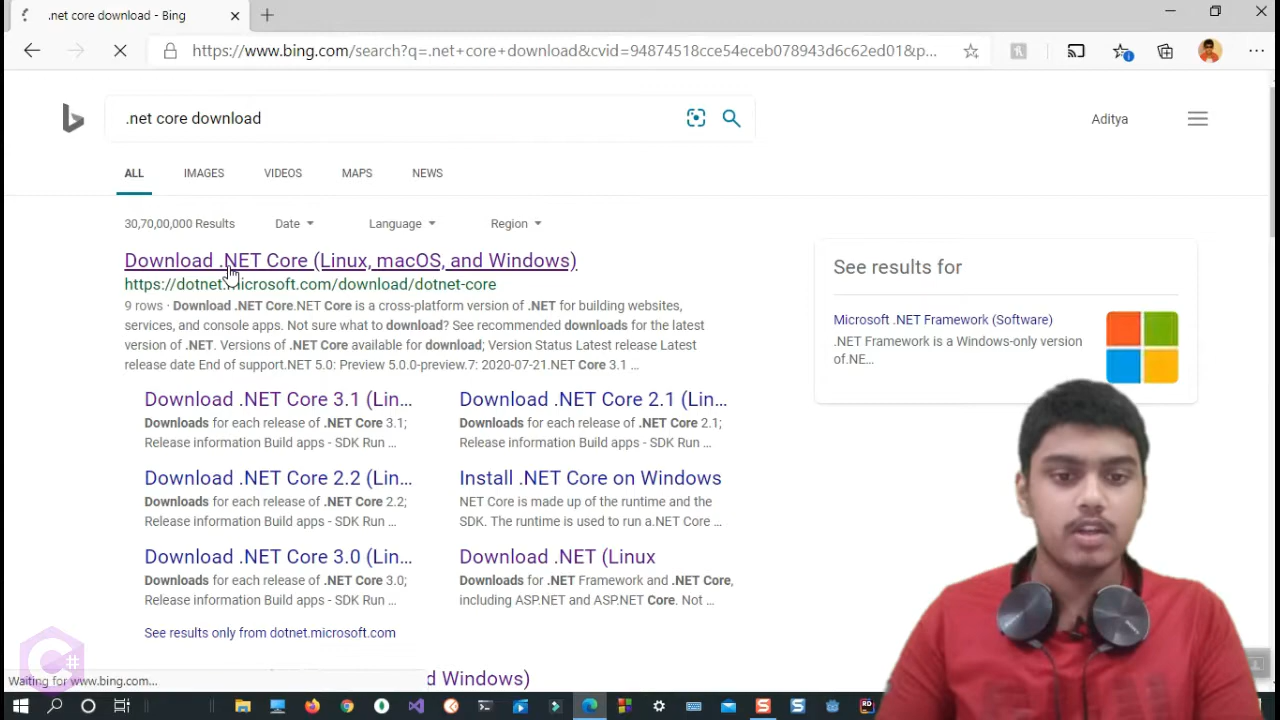 .net core download - Bing
https://www.bing.com/search?q=.net+core+download&cvid=94874518cce54eceb078943d6c62ed01&p...
.net core download
Aditya
ALL IMAGES VIDEOS MAPS NEWS
30,70,00,000 Results Date Language Region
Download .NET Core (Linux, macOS, and Windows)
https://dotnet.microsoft.com/download/dotnet-core
9 rows · Download .NET Core.NET Core is a cross-platform version of .NET for building websites,
services, and console apps. Not sure what to download? See recommended downloads for the latest
version of .NET. Versions of .NET Core available for download; Version Status Latest release Latest
release date End of support.NET 5.0: Preview 5.0.0-preview.7: 2020-07-21.NET Core 3.1 ...
Download .NET Core 3.1 (Lin...
Downloads for each release of .NET Core 3.1;
Release information Build apps - SDK Run ...
Download .NET Core 2.1 (Lin...
Downloads for each release of .NET Core 2.1;
Release information Build apps - SDK Run ...
Download .NET Core 2.2 (Lin...
Downloads for each release of .NET Core 2.2;
Release information Build apps - SDK Run ...
Install .NET Core on Windows
NET Core is made up of the runtime and the
SDK. The runtime is used to run a.NET Core ...
Download .NET Core 3.0 (Lin...
Downloads for each release of .NET Core 3.0;
Release information Build apps - SDK Run ...
Download .NET (Linux
Downloads for .NET Framework and .NET Core,
including ASP.NET and ASP.NET Core. Not ...
See results only from dotnet.microsoft.com
See results for
Microsoft .NET Framework (Software)
.NET Framework is a Windows-only version
of.NE...
d Windows)
C#
Waiting for www.bing.com...
SONY
SONY
RD